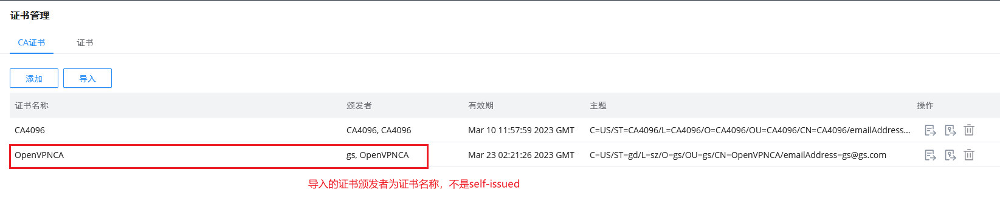 证书管理
CA证书 证书
添加 导入
证书名称 颁发者 有效期 主题 操作
CA4096 CA4096, CA4096 Mar 10 11:57:59 2023 GMT C=US/ST=CA4096/L=CA4096/O=CA4096/OU=CA4096/CN=CA4096/emailAddress...
OpenVPNCA gs, OpenVPNCA Mar 23 02:21:26 2023 GMT C=US/ST=gd/L=sz/O=gs/OU=gs/CN=OpenVPNCA/emailAddress=gs@gs.com
导入的证书颁发者为证书名称，不是self-issued